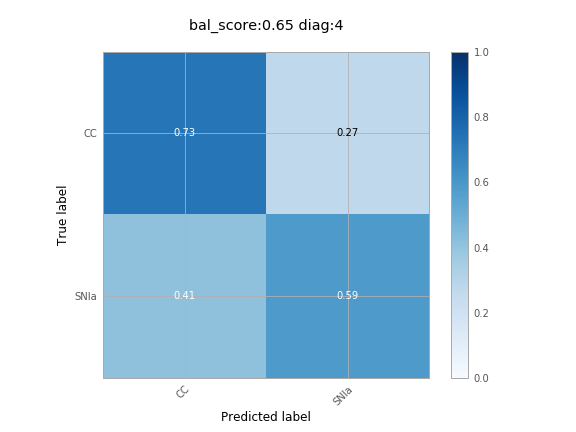 bal_score:0.65 diag:4
1.0
0.8
CC
0.73
0.27
0.6
True label
0.4
SNIa
0.41
0.59
0.2
0.0
CC
SNIa
Predicted label